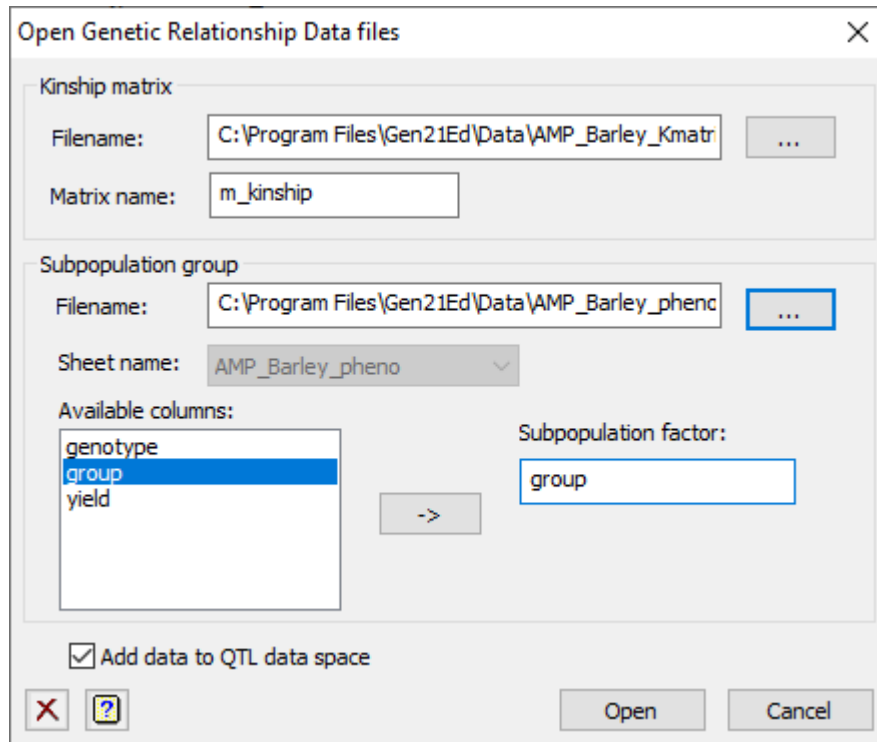 Open Genetic Relationship Data files
Kinship matrix
Filename: C:\Program Files\Gen21Ed\Data\AMP_Barley_Kmatri ...
Matrix name: m_kinship
Subpopulation group
Filename: C:\Program Files\Gen21Ed\Data\AMP_Barley_pheno ...
Sheet name: AMP_Barley_pheno
Available columns:
genotype
group
yield
->
Subpopulation factor:
group
Add data to QTL data space
? Open Cancel